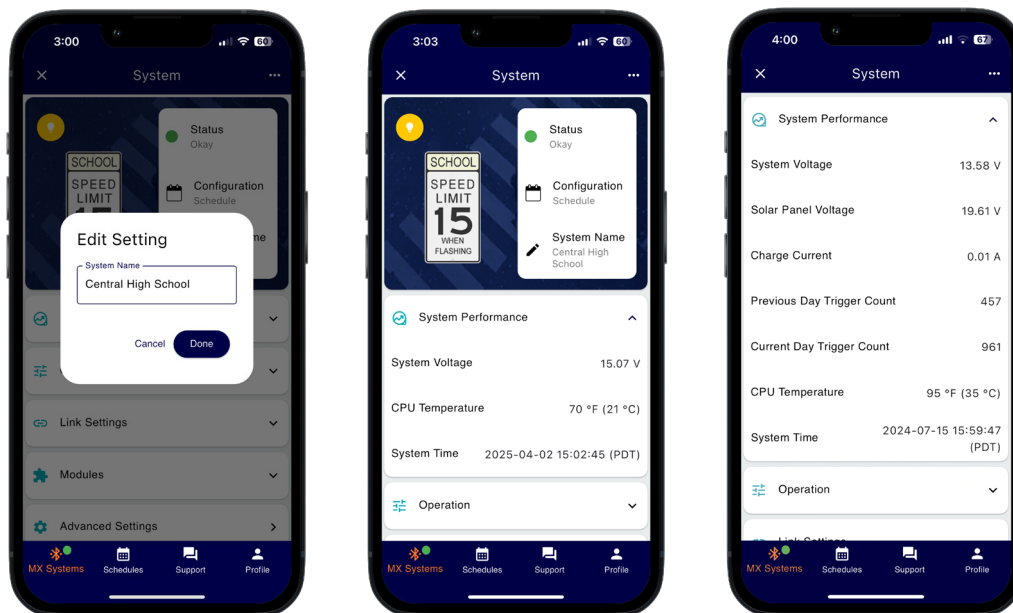 3:00
60
System
Status
Okay
SCHOOL
SPEED
LIMIT
Configuration
Schedule
Edit Setting
System Name
Central High School
Cancel
Done
Link Settings
Modules
Advanced Settings
MX Systems
Schedules
Support
Profile
3:03
60
System
Status
Okay
SCHOOL
SPEED
LIMIT
15
WHEN
FLASHING
Configuration
Schedule
System Name
Central High
School
System Performance
System Voltage 15.07 V
CPU Temperature 70 °F (21 °C)
System Time 2025-04-02 15:02:45 (PDT)
Operation
MX Systems
Schedules
Support
Profile
4:00
67
System
System Performance
System Voltage 13.58 V
Solar Panel Voltage 19.61 V
Charge Current 0.01 A
Previous Day Trigger Count 457
Current Day Trigger Count 961
CPU Temperature 95 °F (35 °C)
System Time 2024-07-15 15:59:47
(PDT)
Operation
Link Settings
MX Systems
Schedules
Support
Profile